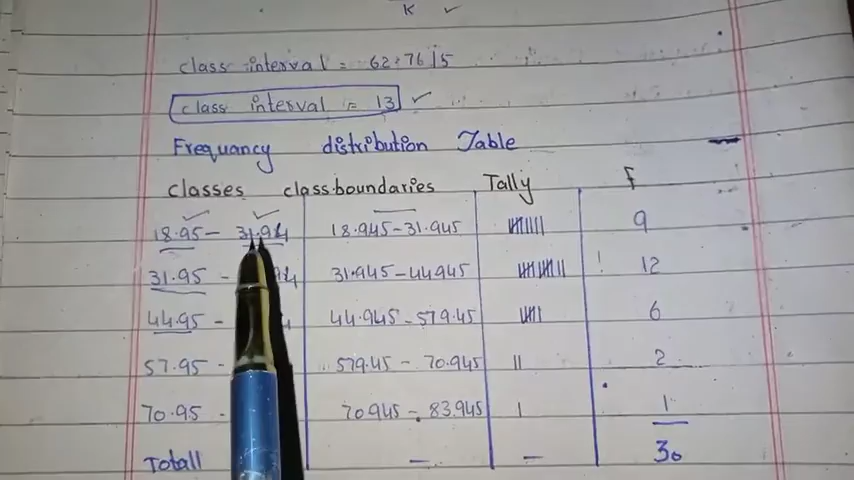 K
class interval = 62.76 / 5
class interval = 13
Frequancy distribution Table
classes class.boundaries Tally F
18.95 - 31.94 18.945-31.945 9
31.95 - 94 31.945-44.945 12
44.95 - 44.945-579.45 6
57.95 - 579.45 - 70.945 2
70.95 - 70.945 - 83.945 1
Totall - - 30